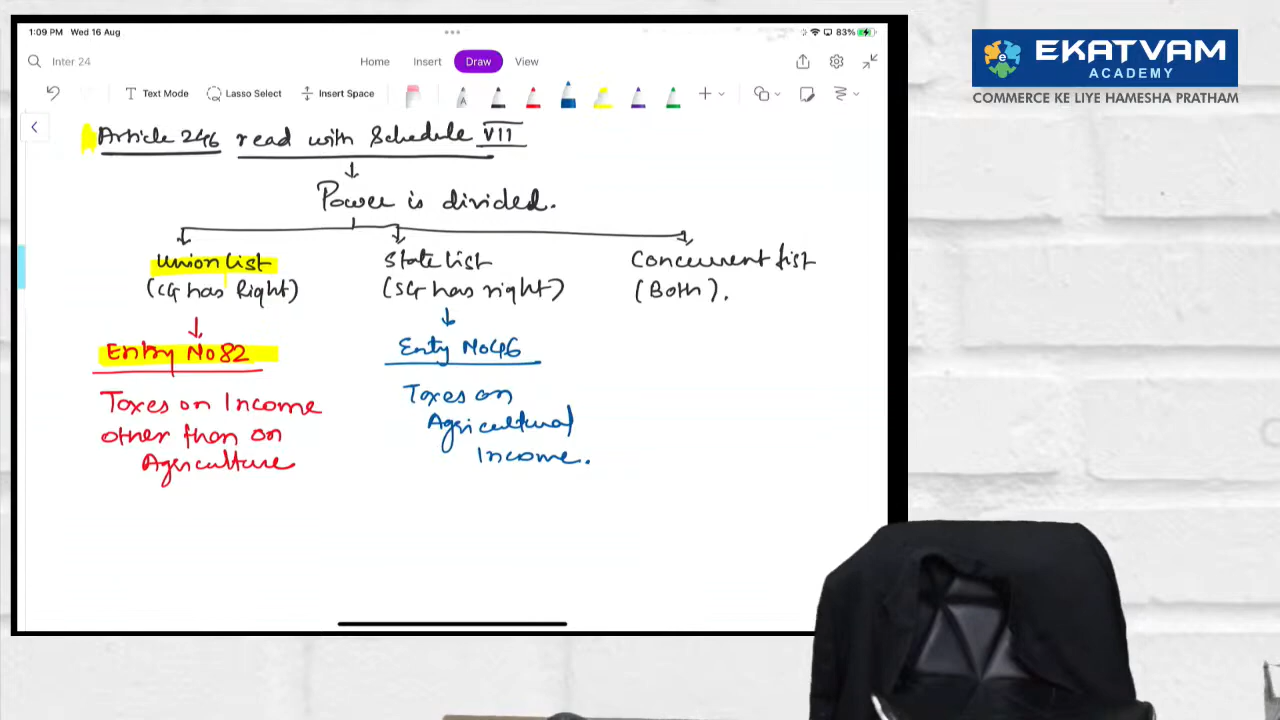 1:09 PM Wed 16 Aug
83%
EKATVAM
ACADEMY
COMMERCE KE LIYE HAMESHA PRATHAM
Inter 24
Home Insert Draw View
Text Mode Lasso Select Insert Space
Article 246 read with Schedule VII
Power is divided.
Union list State list Concurrent list
(CG has Right) (SG has right) (Both).
Entry No 82 Enty No 46
Taxes on Income
other than on
Agriculture
Taxes on
Agricultural
Income.